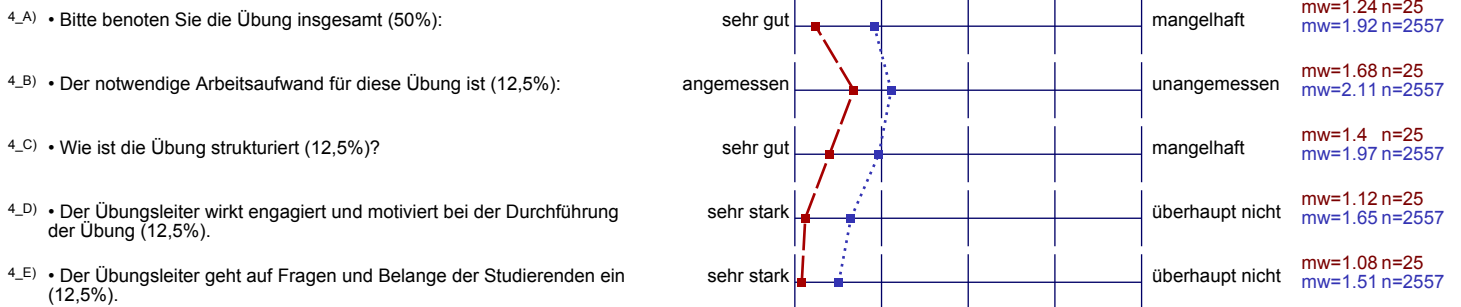 4_A) • Bitte benoten Sie die Übung insgesamt (50%): sehr gut mangelhaft mw=1.24 n=25
mw=1.92 n=2557
4_B) • Der notwendige Arbeitsaufwand für diese Übung ist (12,5%): angemessen unangemessen mw=1.68 n=25
mw=2.11 n=2557
4_C) • Wie ist die Übung strukturiert (12,5%)? sehr gut mangelhaft mw=1.4 n=25
mw=1.97 n=2557
4_D) • Der Übungsleiter wirkt engagiert und motiviert bei der Durchführung sehr stark überhaupt nicht mw=1.12 n=25
der Übung (12,5%). mw=1.65 n=2557
4_E) • Der Übungsleiter geht auf Fragen und Belange der Studierenden ein sehr stark überhaupt nicht mw=1.08 n=25
(12,5%). mw=1.51 n=2557